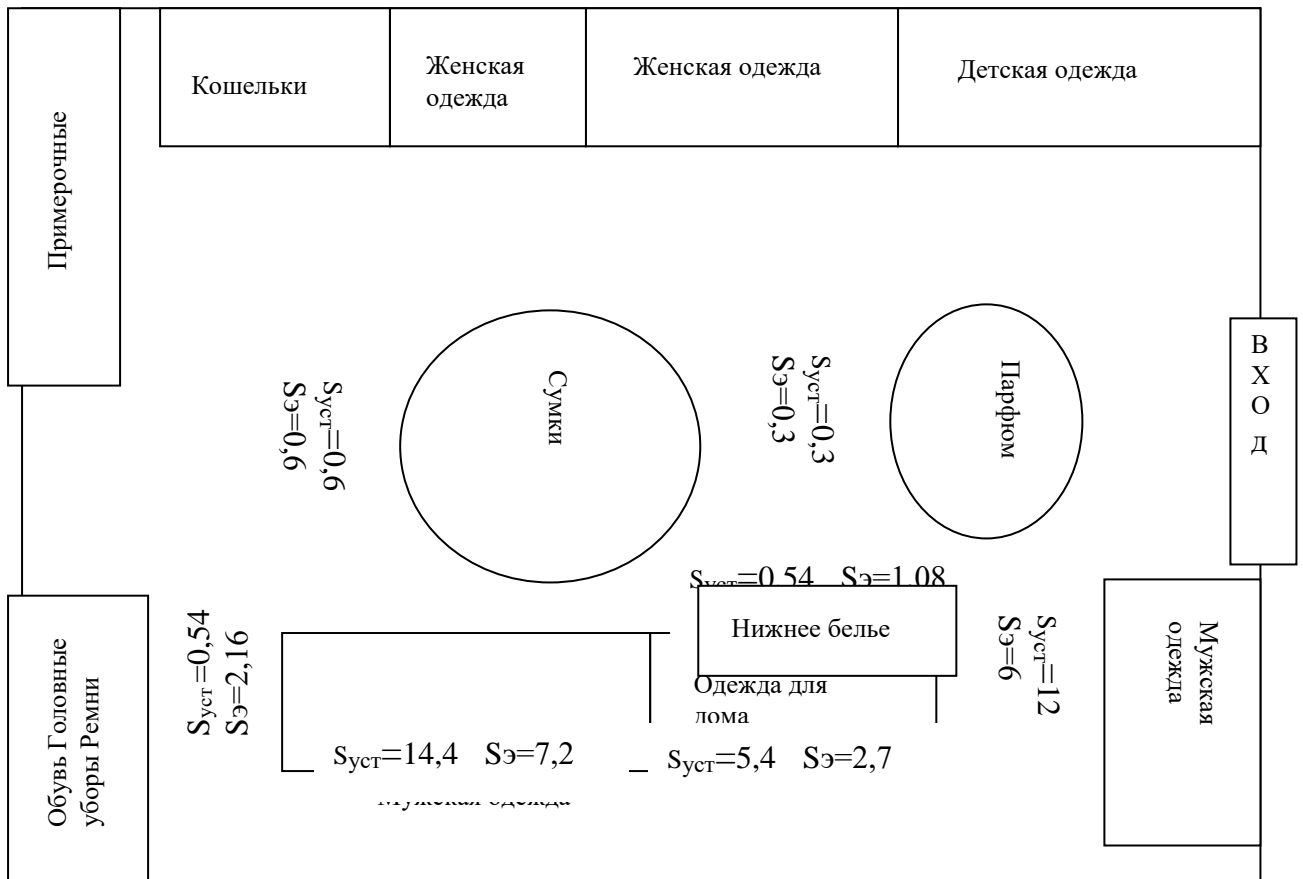 Кошельки
Женская
одежда
Женская одежда
Детская одежда
Примерочные
Sуст=0,6
Sэ=0,6
Сумки
Sуст=0,3
Sэ=0,3
Парфюм
В
Х
О
д
Sуст=0,54 Sэ=1,08
Нижнее белье
Одежда для
дома
Sуст=12
Sэ=6
Мужская
одежда
Обувь Головные
уборы Ремни
Sуст=0,54
Sэ=2,16
Sуст=14,4 Sэ=7,2
Sуст=5,4 Sэ=2,7
Мужская одежда